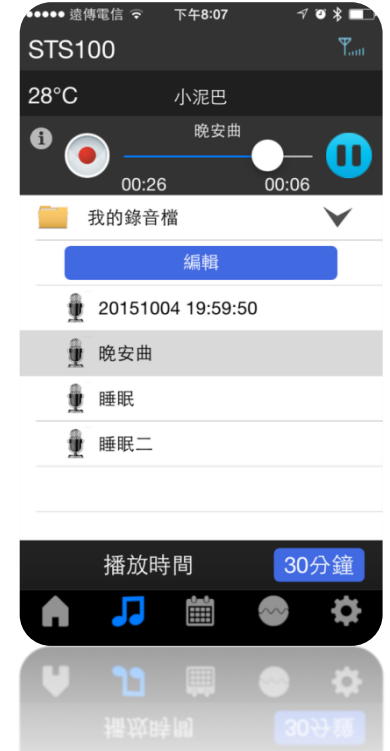 遠傳電信 下午8:07
STS100
28°C 小泥巴
晚安曲
00:26 00:06
我的錄音檔
編輯
20151004 19:59:50
晚安曲
睡眠
睡眠二
播放時間 30分鐘